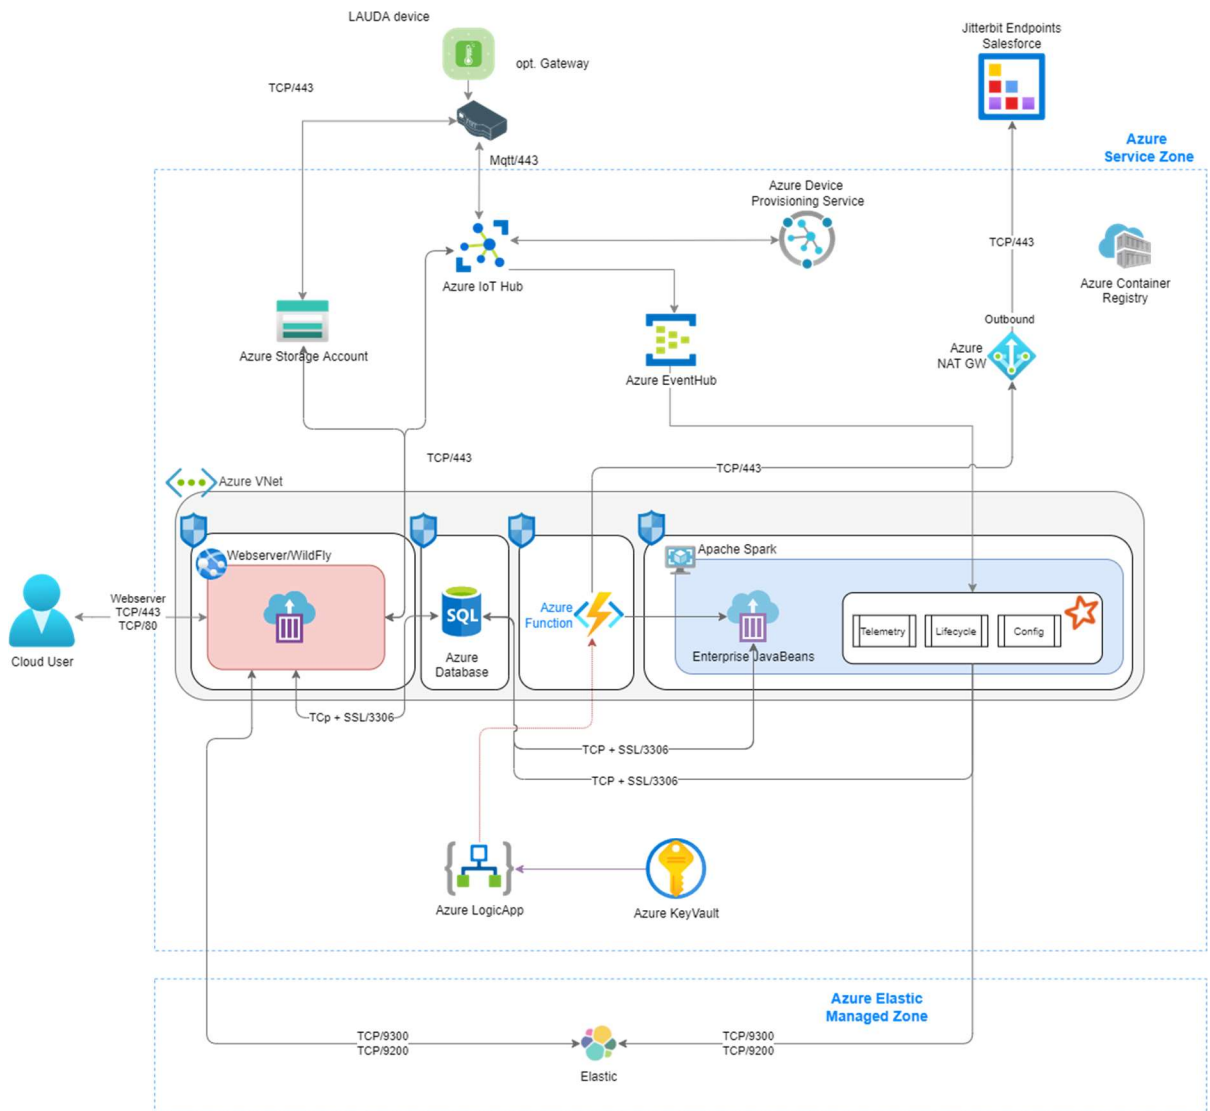 LAUDA device
opt. Gateway
TCP/443
Mqtt/443
Jitterbit Endpoints
Salesforce
Azure
Service Zone
Azure Device
Provisioning Service
TCP/443
Azure IoT Hub
Azure Container
Registry
Outbound
Azure
NAT GW
Azure Storage Account
Azure EventHub
TCP/443
TCP/443
Azure VNet
Webserver/WildFly
Apache Spark
Webserver
TCP/443
TCP/80
Cloud User
SQL
Azure
Database
Azure
Function
Enterprise JavaBeans
Telemetry
Lifecycle
Config
TCp + SSL/3306
TCP + SSL/3306
TCP + SSL/3306
Azure LogicApp
Azure KeyVault
Azure Elastic
Managed Zone
TCP/9300
TCP/9200
TCP/9300
TCP/9200
Elastic